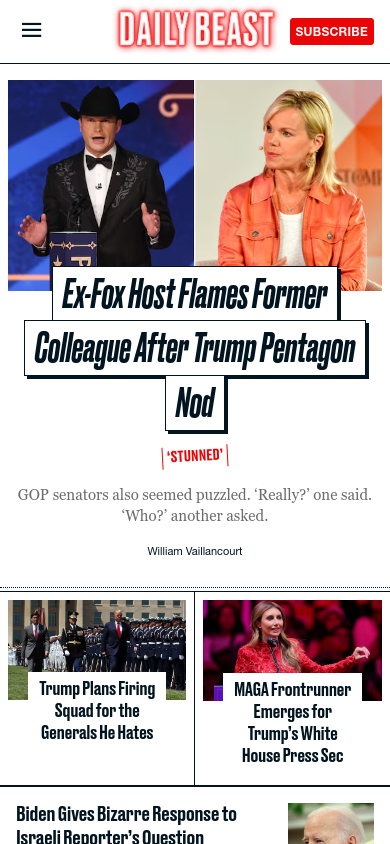 DAILY BEAST
SUBSCRIBE
Ex-Fox Host Flames Former
Colleague After Trump Pentagon
Nod
‘STUNNED’
GOP senators also seemed puzzled. ‘Really?’ one said.
‘Who?’ another asked.
William Vaillancourt
Trump Plans Firing
Squad for the
Generals He Hates
MAGA Frontrunner
Emerges for
Trump’s White
House Press Sec
Biden Gives Bizarre Response to
Israeli Reporter’s Question